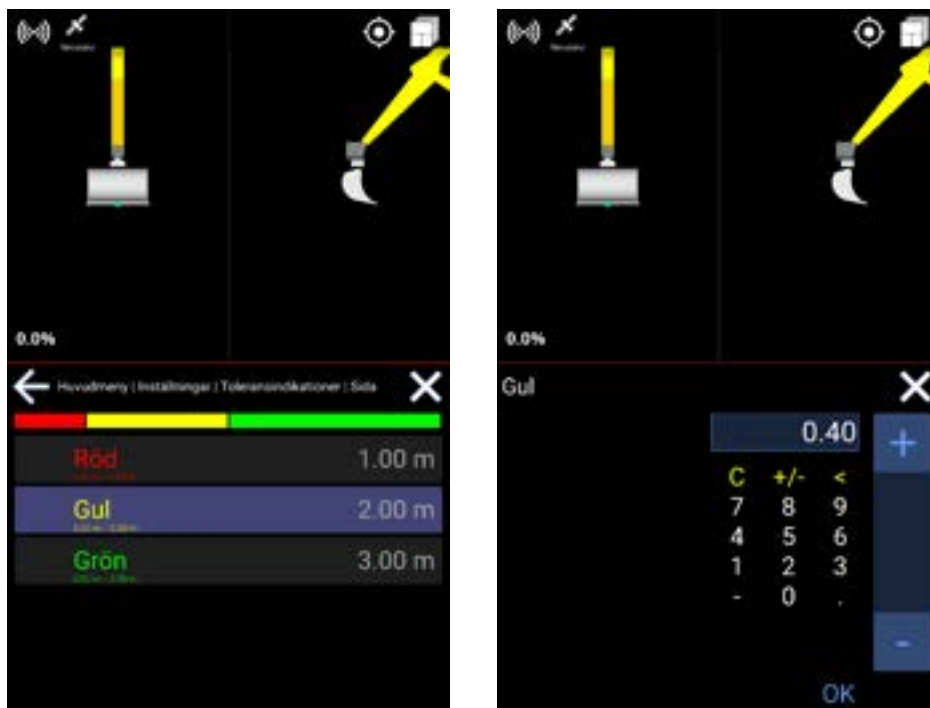 0.0%
Huvudmeny | Inställningar | Toleransindikationer | Sida
Röd 1.00 m
Gul 2.00 m
Grön 3.00 m
0.0%
Gul
0.40
+
C +/- <
7 8 9
4 5 6
1 2 3
- 0 .
-
OK